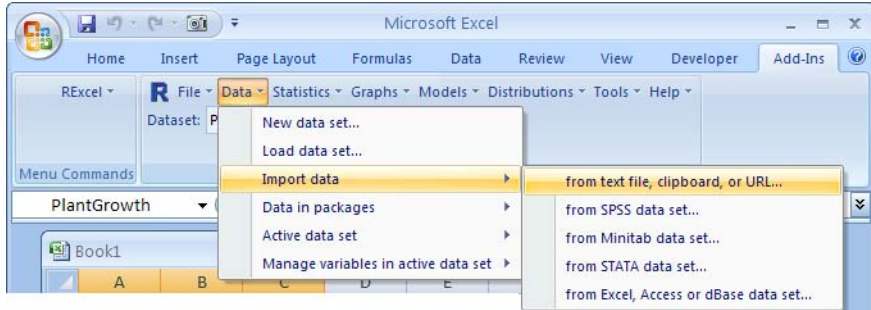 Microsoft Excel
Home Insert Page Layout Formulas Data Review View Developer Add-Ins
RExcel R File Data Statistics Graphs Models Distributions Tools Help
Dataset: P
New data set...
Load data set...
Menu Commands
Import data
from text file, clipboard, or URL...
PlantGrowth
Data in packages
from SPSS data set...
Active data set
from Minitab data set...
Book1
Manage variables in active data set
from STATA data set...
A B C D E
from Excel, Access or dBase data set...